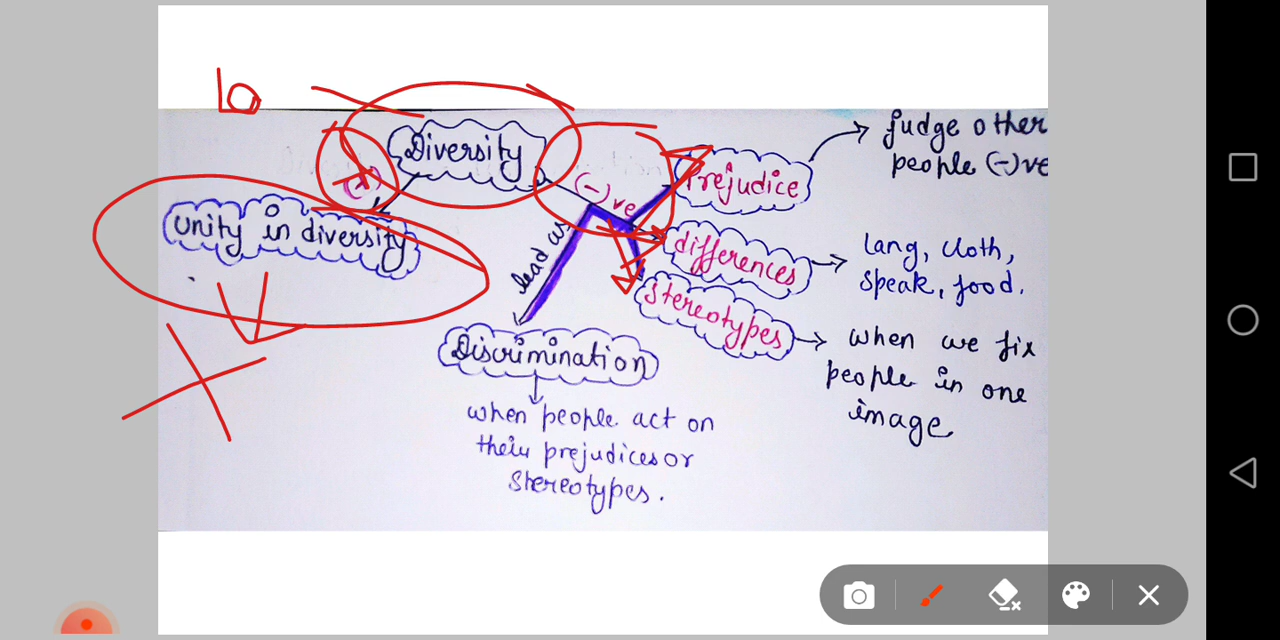 10
Diversity
(+)
(-)ve
Unity in diversity
Prejudice
judge other
people (-)ve
differences
lang, cloth,
speak, food.
Stereotypes
when we fix
people in one
image
lead us
Discrimination
when people act on
their prejudices or
Stereotypes.